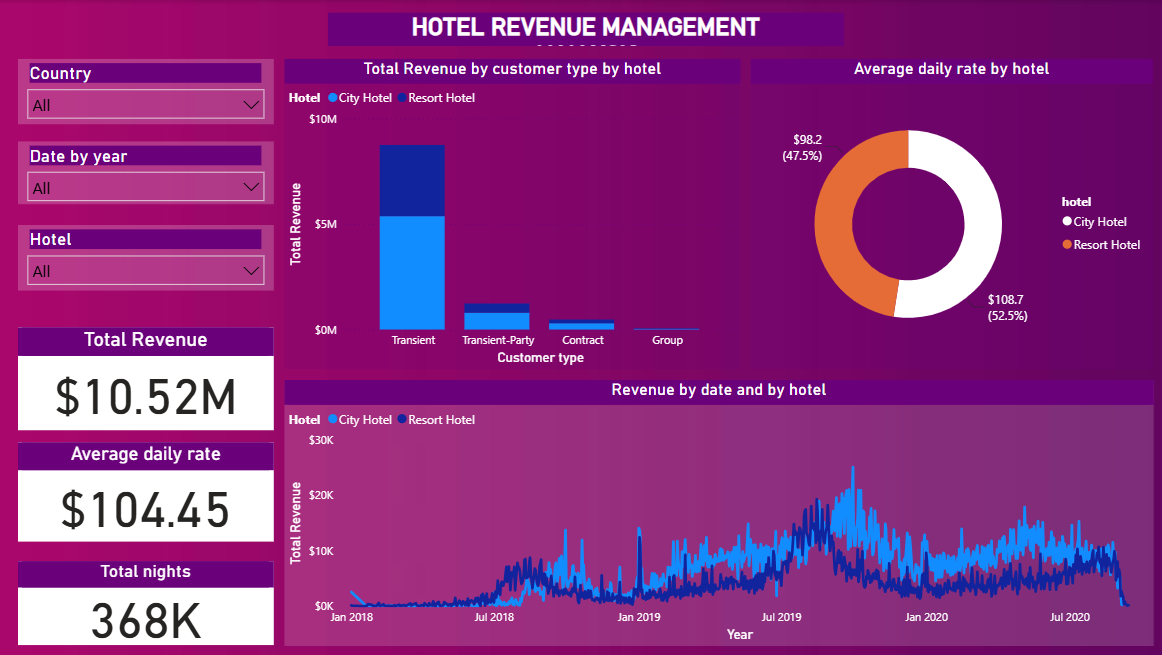 HOTEL REVENUE MANAGEMENT
Country
All
Date by year
All
Hotel
All
Total Revenue
$10.52M
Average daily rate
$104.45
Total nights
368K
Total Revenue by customer type by hotel
Hotel City Hotel Resort Hotel
Total Revenue
$10M
$5M
$0M
Transient Transient-Party Contract Group
Customer type
Average daily rate by hotel
$98.2
(47.5%)
$108.7
(52.5%)
hotel
City Hotel
Resort Hotel
Revenue by date and by hotel
Hotel City Hotel Resort Hotel
Total Revenue
$30K
$20K
$10K
$0K
Jan 2018 Jul 2018 Jan 2019 Jul 2019 Jan 2020 Jul 2020
Year